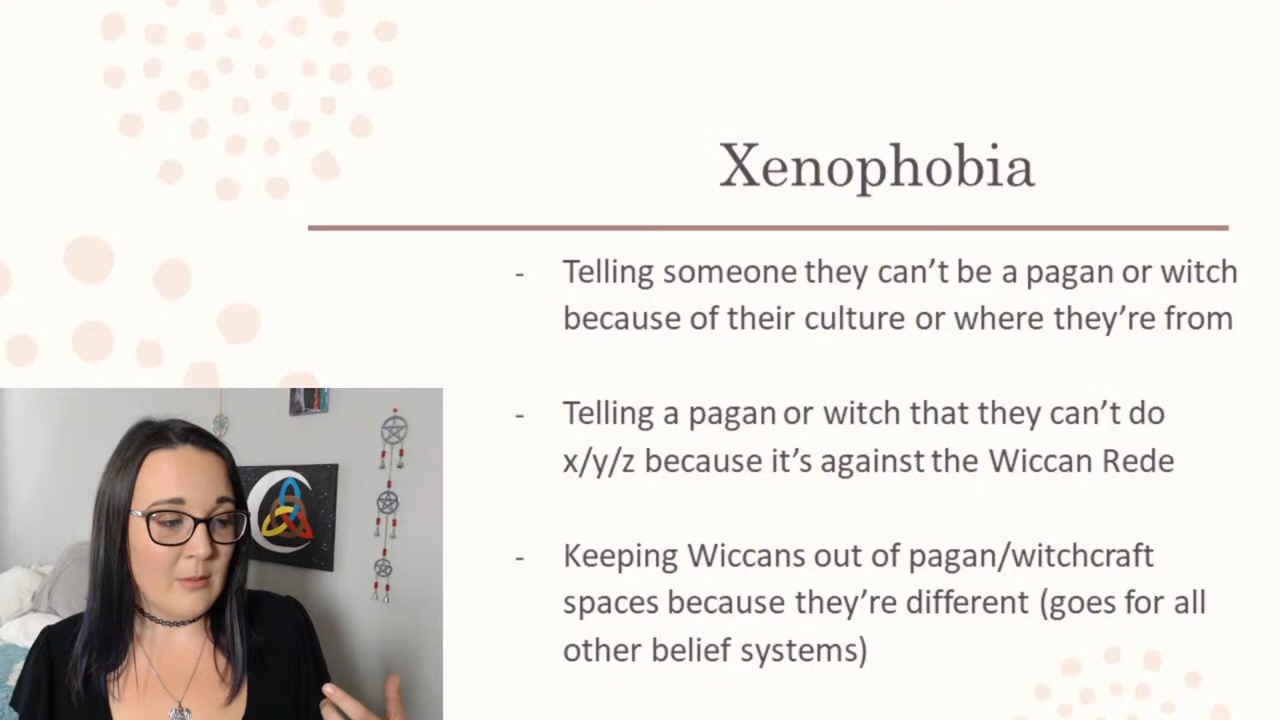 Xenophobia
- Telling someone they can’t be a pagan or witch
because of their culture or where they’re from
- Telling a pagan or witch that they can’t do
x/y/z because it’s against the Wiccan Rede
- Keeping Wiccans out of pagan/witchcraft
spaces because they’re different (goes for all
other belief systems)